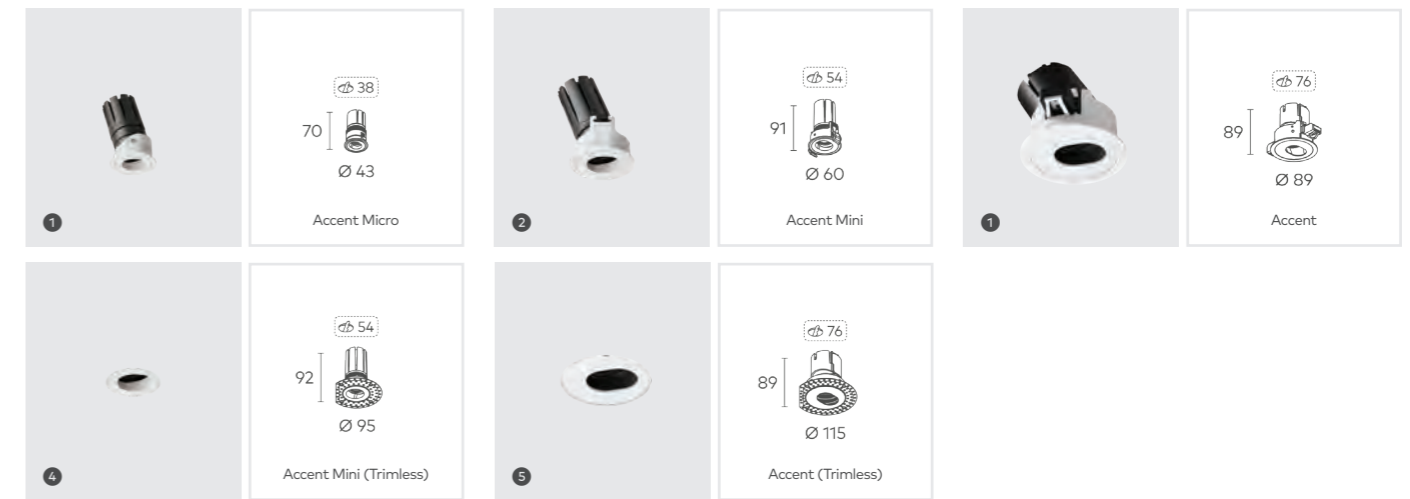 38
70
Ø 43
1
Accent Micro
54
91
Ø 60
2
Accent Mini
76
89
Ø 89
1
Accent
54
92
Ø 95
4
Accent Mini (Trimless)
76
89
Ø 115
5
Accent (Trimless)